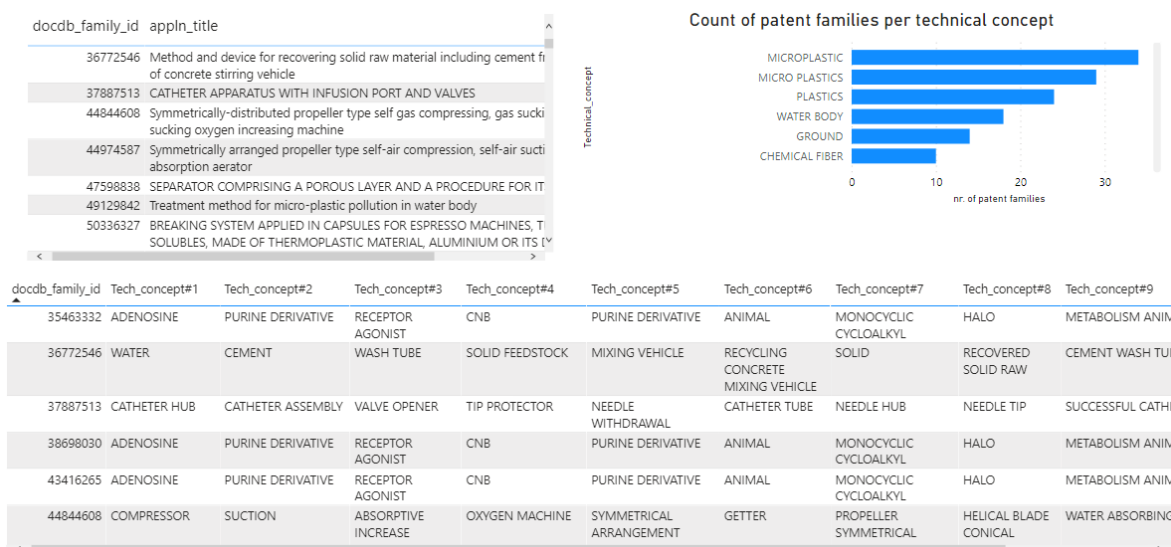 docdb_family_id appln_title
36772546 Method and device for recovering solid raw material including cement
of concrete stirring vehicle
37887513 CATHETER APPARATUS WITH INFUSION PORT AND VALVES
44844608 Symmetrically-distributed propeller type self gas compressing, gas
sucking oxygen increasing machine
44974587 Symmetrically arranged propeller type self-air compression, self-air
absorption aerator
47598838 SEPARATOR COMPRISING A POROUS LAYER AND A PROCEDURE FOR
49129842 Treatment method for micro-plastic pollution in water body
50336327 BREAKING SYSTEM APPLIED IN CAPSULES FOR ESPRESSO MACHINES,
SOLUBLES, MADE OF THERMOPLASTIC MATERIAL, ALUMINIUM OR ITS
Count of patent families per technical concept
Technical_concept
MICROPLASTIC
MICRO PLASTICS
PLASTICS
WATER BODY
GROUND
CHEMICAL FIBER
0 10 20 30
nr. of patent families
docdb_family_id Tech_concept#1 Tech_concept#2 Tech_concept#3 Tech_concept#4 Tech_concept#5 Tech_concept#6 Tech_concept#7 Tech_concept#8 Tech_concept#9
35463332 ADENOSINE PURINE DERIVATIVE RECEPTOR CNB PURINE DERIVATIVE ANIMAL MONOCYCLIC HALO METABOLISM
AGONIST CYCLOALKYL
36772546 WATER CEMENT WASH TUBE SOLID FEEDSTOCK MIXING VEHICLE RECYCLING SOLID RECOVERED CEMENT WASH
CONCRETE SOLID RAW
MIXING VEHICLE
37887513 CATHETER HUB CATHETER ASSEMBLY VALVE OPENER TIP PROTECTOR NEEDLE CATHETER TUBE NEEDLE HUB NEEDLE TIP SUCCESSFUL
WITHDRAWAL
38698030 ADENOSINE PURINE DERIVATIVE RECEPTOR CNB PURINE DERIVATIVE ANIMAL MONOCYCLIC HALO METABOLISM
AGONIST CYCLOALKYL
43416265 ADENOSINE PURINE DERIVATIVE RECEPTOR CNB PURINE DERIVATIVE ANIMAL MONOCYCLIC HALO METABOLISM
AGONIST CYCLOALKYL
44844608 COMPRESSOR SUCTION ABSORPTIVE OXYGEN MACHINE SYMMETRICAL GETTER PROPELLER HELICAL BLADE WATER ABSORBING
INCREASE ARRANGEMENT SYMMETRICAL CONICAL